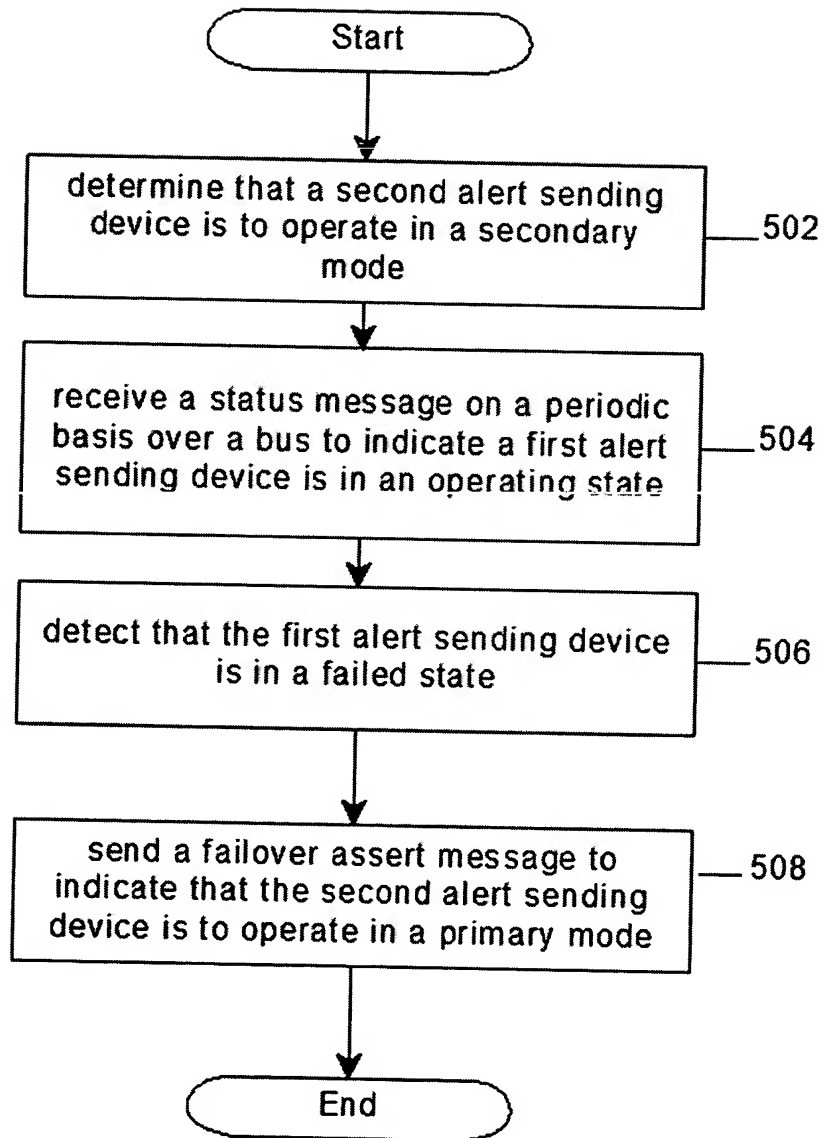 Start
determine that a second alert sending
device is to operate in a secondary
mode
502
receive a status message on a periodic
basis over a bus to indicate a first alert
sending device is in an operating state
504
detect that the first alert sending device
is in a failed state
506
send a failover assert message to
indicate that the second alert sending
device is to operate in a primary mode
508
End